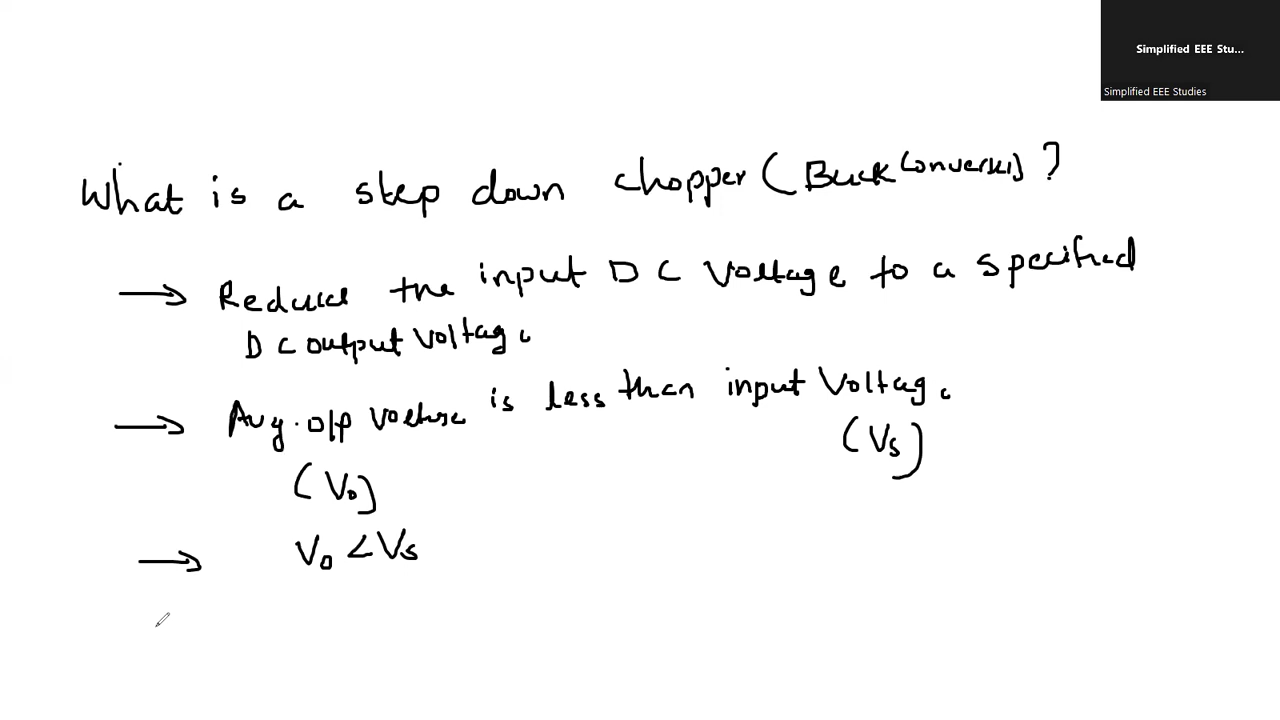 Simplified EEE Stu...
Simplified EEE Studies
What is a step down chopper (Buck Converter) ?
→ Reduces the input DC Voltage to a specified
DC output Voltage
→ Avg. o/p Voltage is less than input Voltage
(Vo) (Vs)
→ Vo < Vs